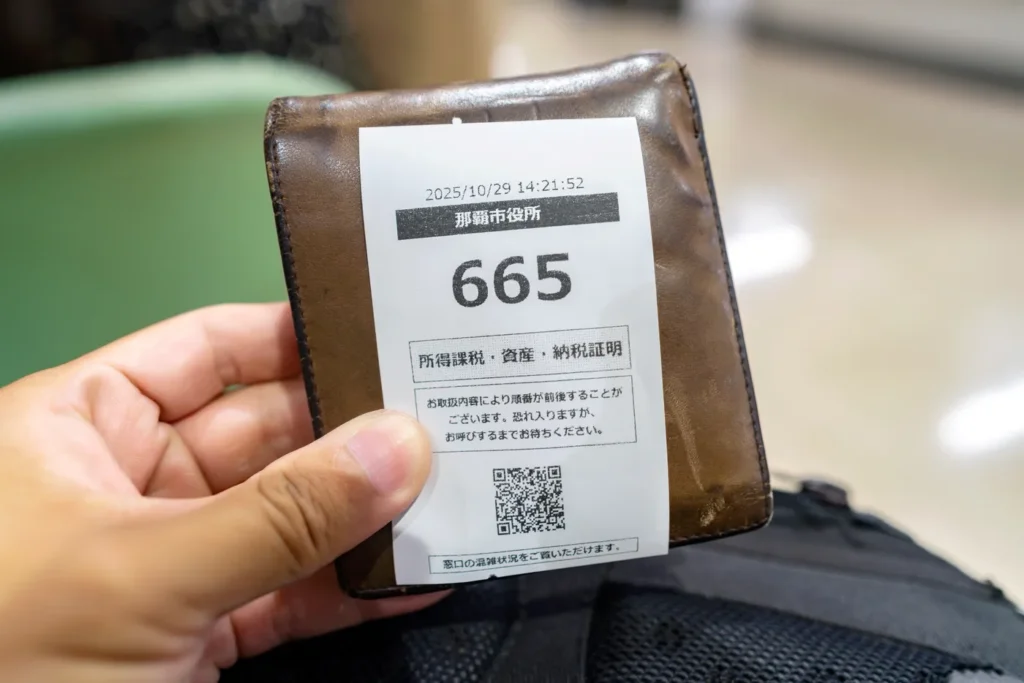 2025/10/29 14:21:52
那覇市役所
665
所得課税・資産・納税証明
お取扱内容により順番が前後することが
ございます。恐れ入りますが、
お呼びするまでお待ちください。
窓口の混雑状況をご覧いただけます。